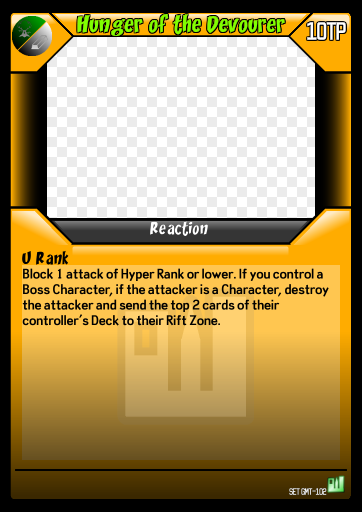 Hunger of the Devourer
10TP
Reaction
U Rank
Block 1 attack of Hyper Rank or lower. If you control a
Boss Character, if the attacker is a Character, destroy
the attacker and send the top 2 cards of their
controller's Deck to their Rift Zone.
SET GMT-102